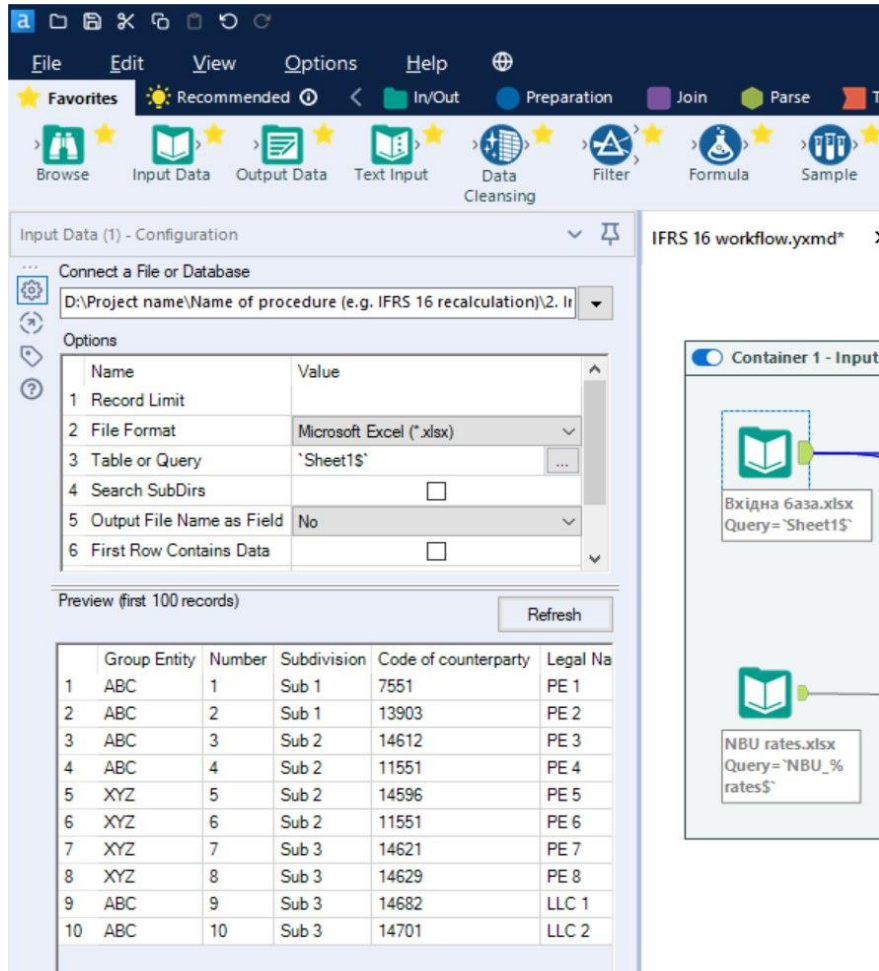 a
File Edit View Options Help
Favorites Recommended In/Out Preparation Join Parse T
Browse Input Data Output Data Text Input Data Cleansing Filter Formula Sample
Input Data (1) - Configuration
IFRS 16 workflow.yxmd*
Connect a File or Database
D:\Project name\Name of procedure (e.g. IFRS 16 recalculation)\2. Ir
Options
Name Value
1 Record Limit
2 File Format Microsoft Excel (*.xlsx)
3 Table or Query `Sheet1$` ...
4 Search SubDirs
5 Output File Name as Field No
6 First Row Contains Data
Preview (first 100 records) Refresh
Group Entity Number Subdivision Code of counterparty Legal Na
1 ABC 1 Sub 1 7551 PE 1
2 ABC 2 Sub 1 13903 PE 2
3 ABC 3 Sub 2 14612 PE 3
4 ABC 4 Sub 2 11551 PE 4
5 XYZ 5 Sub 2 14596 PE 5
6 XYZ 6 Sub 2 11551 PE 6
7 XYZ 7 Sub 3 14621 PE 7
8 XYZ 8 Sub 3 14629 PE 8
9 ABC 9 Sub 3 14682 LLC 1
10 ABC 10 Sub 3 14701 LLC 2
Container 1 - Input
Вхідна база.xlsx
Query=`Sheet1$`
NBU rates.xlsx
Query=`NBU_%
rates$`